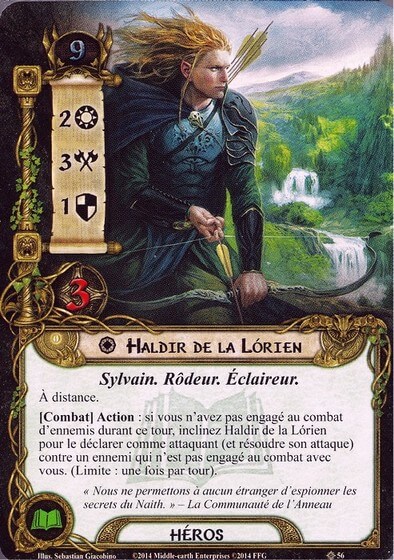 9
2
3
1
3
HALDIR DE LA LÓRIEN
Sylvain. Rôdeur. Éclaireur.
À distance.
[Combat] Action : si vous n'avez pas engagé au combat
d'ennemis durant ce tour, inclinez Haldir de la Lórien
pour le déclarer comme attaquant (et résoudre son attaque)
contre un ennemi qui n'est pas engagé au combat avec
vous. (Limite : une fois par tour).
« Nous ne permettons à aucun étranger d'espionner les
secrets du Naith. » – La Communauté de l'Anneau
HÉROS
Illus. Sebastian Giacobino ©2014 Middle-earth Enterprises ©2014 FFG 56